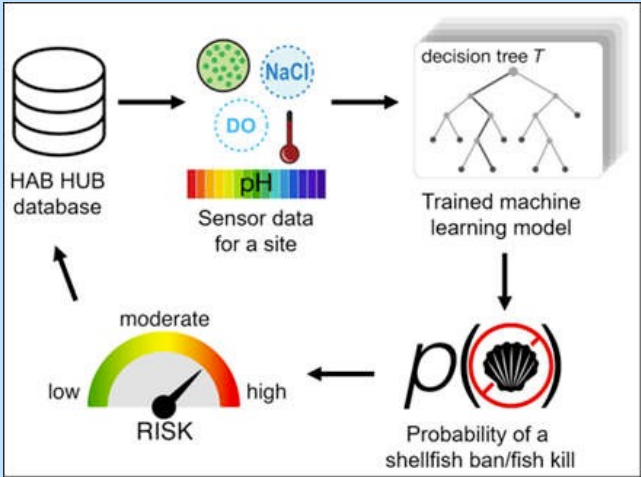 HAB HUB
database
NaCl
DO
pH
Sensor data
for a site
decision tree T
Trained machine
learning model
p( )
Probability of a
shellfish ban/fish kill
moderate
low
high
RISK